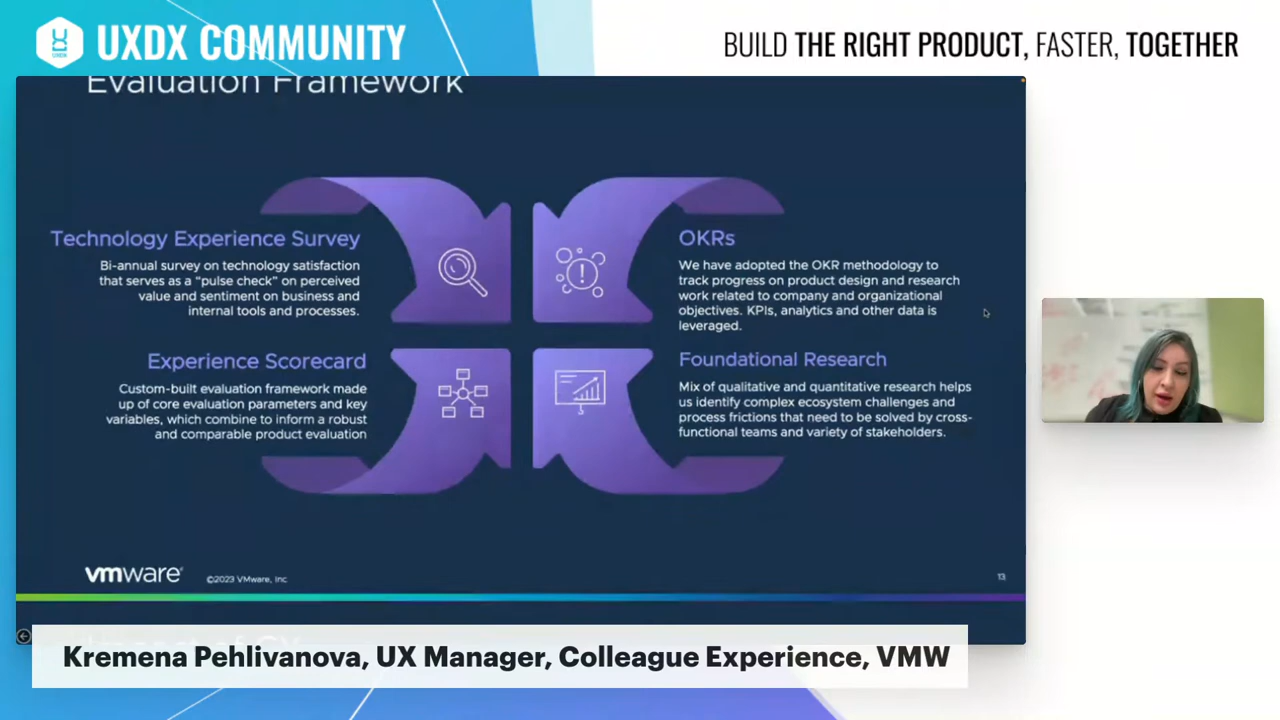 UXDX COMMUNITY
BUILD THE RIGHT PRODUCT, FASTER, TOGETHER
Evaluation Framework
Technology Experience Survey
Bi-annual survey on technology satisfaction
that serves as a “pulse check” on perceived
value and sentiment on business and
internal tools and processes.
OKRs
We have adopted the OKR methodology to
track progress on product design and research
work related to company and organizational
objectives. KPIs, analytics and other data is
leveraged.
Experience Scorecard
Custom-built evaluation framework made
up of core evaluation parameters and key
variables, which combine to inform a robust
and comparable product evaluation
Foundational Research
Mix of qualitative and quantitative research helps
us identify complex ecosystem challenges and
process frictions that need to be solved by cross-
functional teams and variety of stakeholders.
vmware®
©2023 VMware, Inc
13
Kremena Pehlivanova, UX Manager, Colleague Experience, VMW